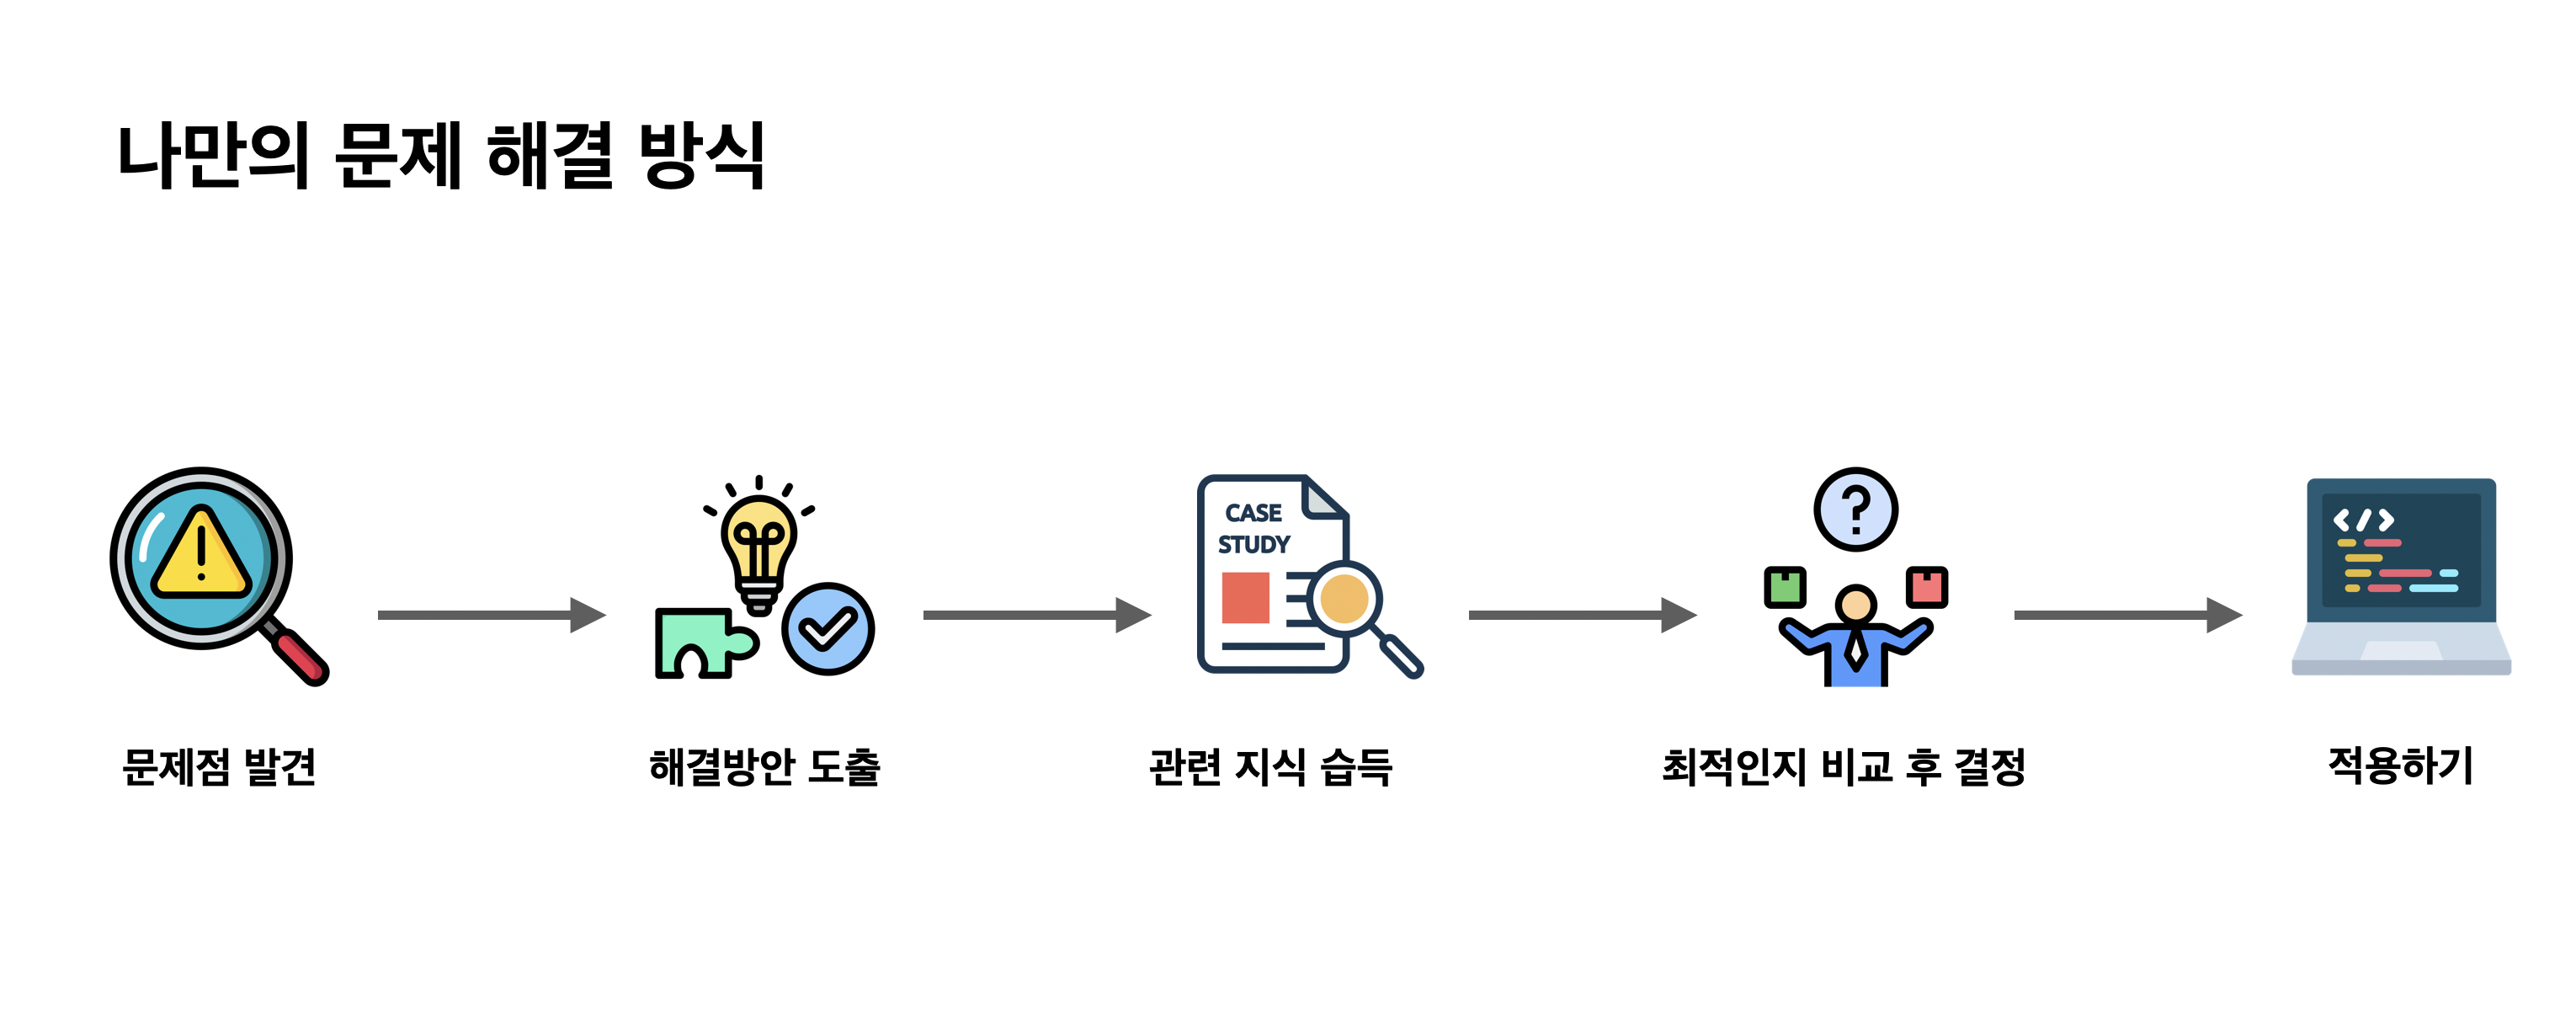 나만의 문제 해결 방식
CASE
STUDY
문제점 발견
해결방안 도출
관련 지식 습득
최적인지 비교 후 결정
적용하기